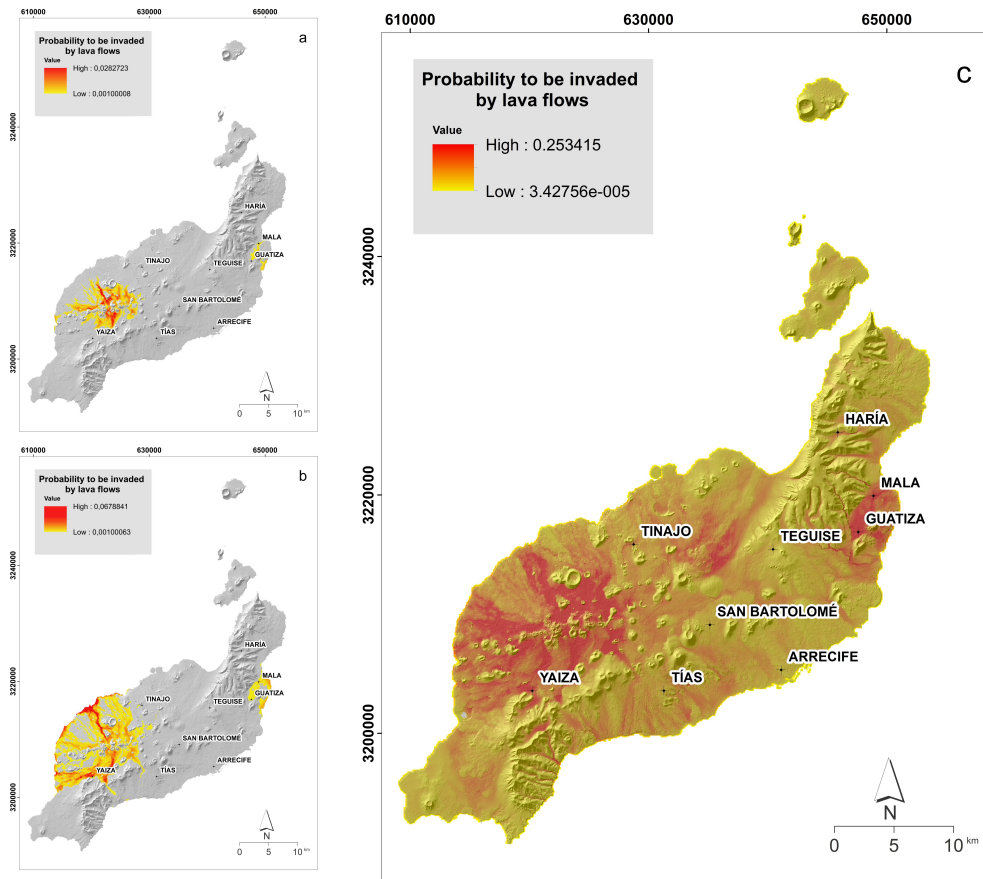 610000
630000
650000
a
Probability to be invaded
by lava flows
Value
High : 0,0282723
Low : 0,00100008
3240000
3220000
3200000
HARÍA
MALA
GUATIZA
TINAJO
TEGUISE
SAN BARTOLOMÉ
ARRECIFE
YAIZA
TÍAS
N
0 5 10 km
610000
630000
650000
b
Probability to be invaded
by lava flows
Value
High : 0,0678841
Low : 0,00100063
3240000
3220000
3200000
HARÍA
MALA
GUATIZA
TINAJO
TEGUISE
SAN BARTOLOMÉ
ARRECIFE
YAIZA
TÍAS
N
0 5 10 km
610000
630000
650000
c
Probability to be invaded
by lava flows
Value
High : 0.253415
Low : 3.42756e-005
3240000
3220000
3200000
HARÍA
MALA
GUATIZA
TINAJO
TEGUISE
SAN BARTOLOMÉ
ARRECIFE
YAIZA
TÍAS
N
0 5 10 km